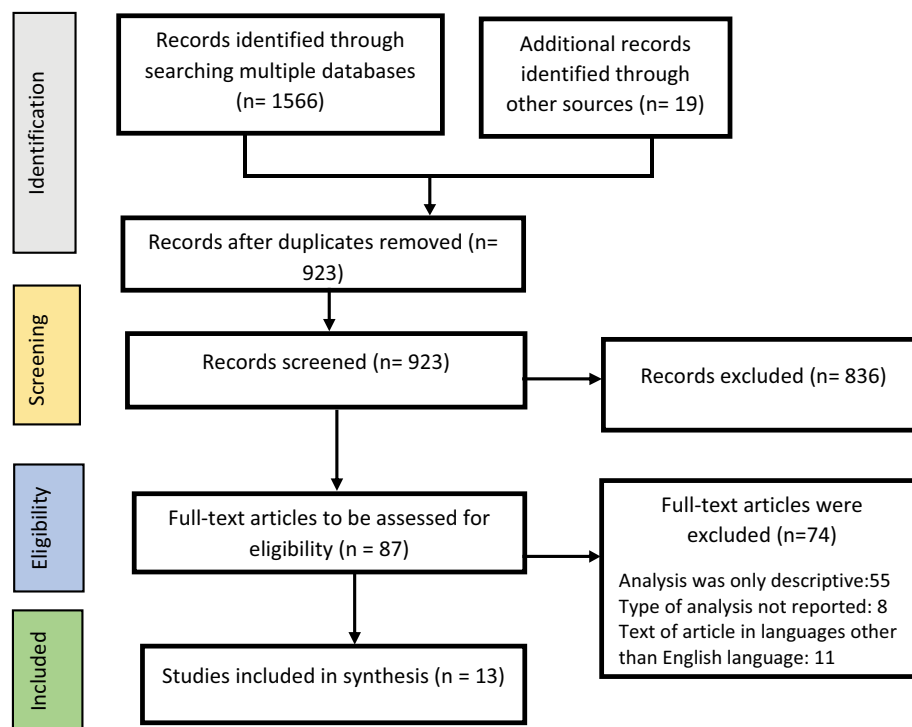 Identification
Records identified through
searching multiple databases
(n= 1566)
Additional records
identified through
other sources (n= 19)
Records after duplicates removed (n=
923)
Screening
Records screened (n= 923)
Records excluded (n= 836)
Eligibility
Full-text articles to be assessed for
eligibility (n = 87)
Full-text articles were
excluded (n=74)
Analysis was only descriptive:55
Type of analysis not reported: 8
Text of article in languages other
than English language: 11
Included
Studies included in synthesis (n = 13)